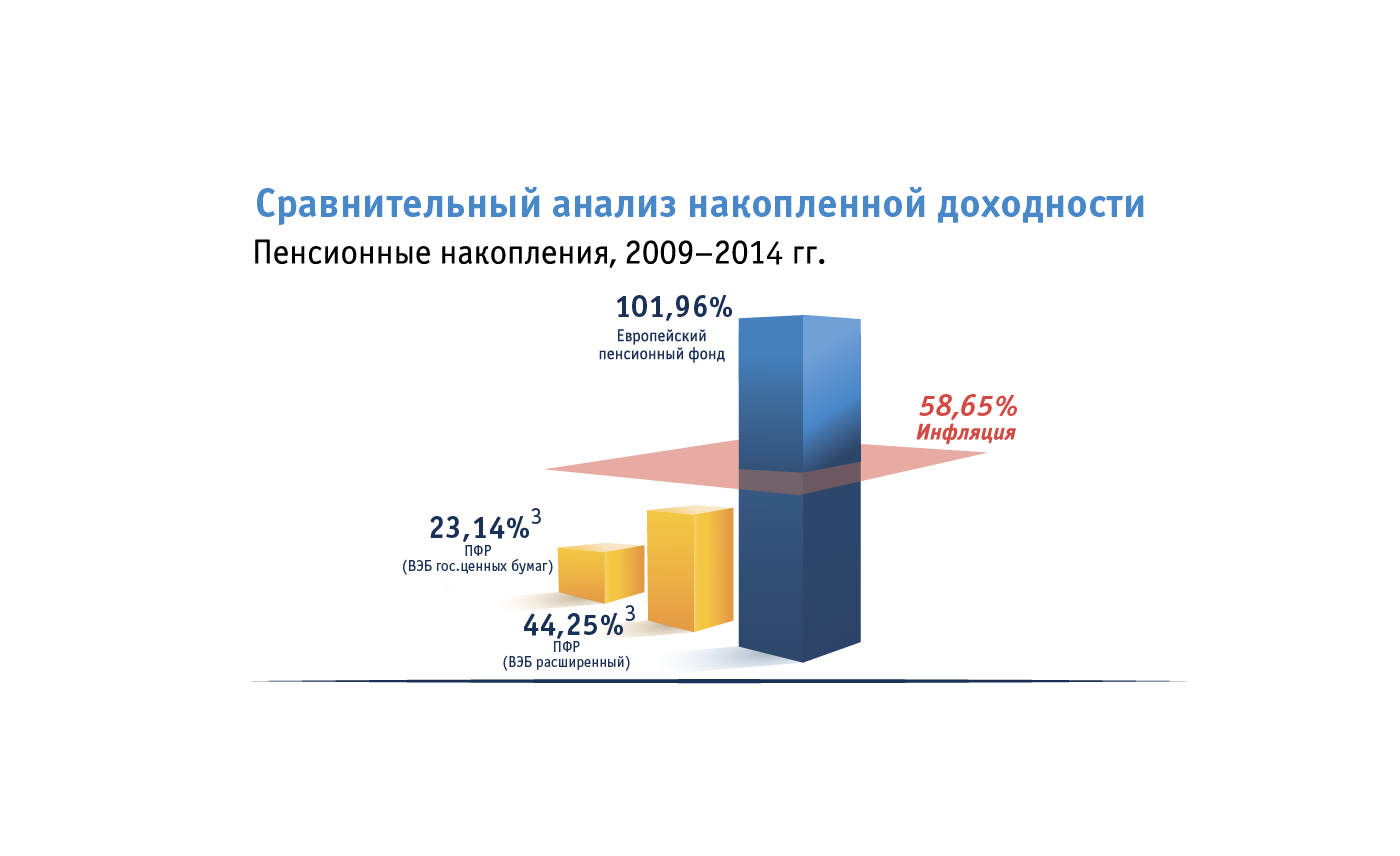 Сравнительный анализ накопленной доходности
Пенсионные накопления, 2009–2014 гг.
101,96%
Европейский
пенсионный фонд
58,65%
Инфляция
23,14%3
ПФР
(ВЭБ гос.ценных бумаг)
44,25%3
ПФР
(ВЭБ расширенный)